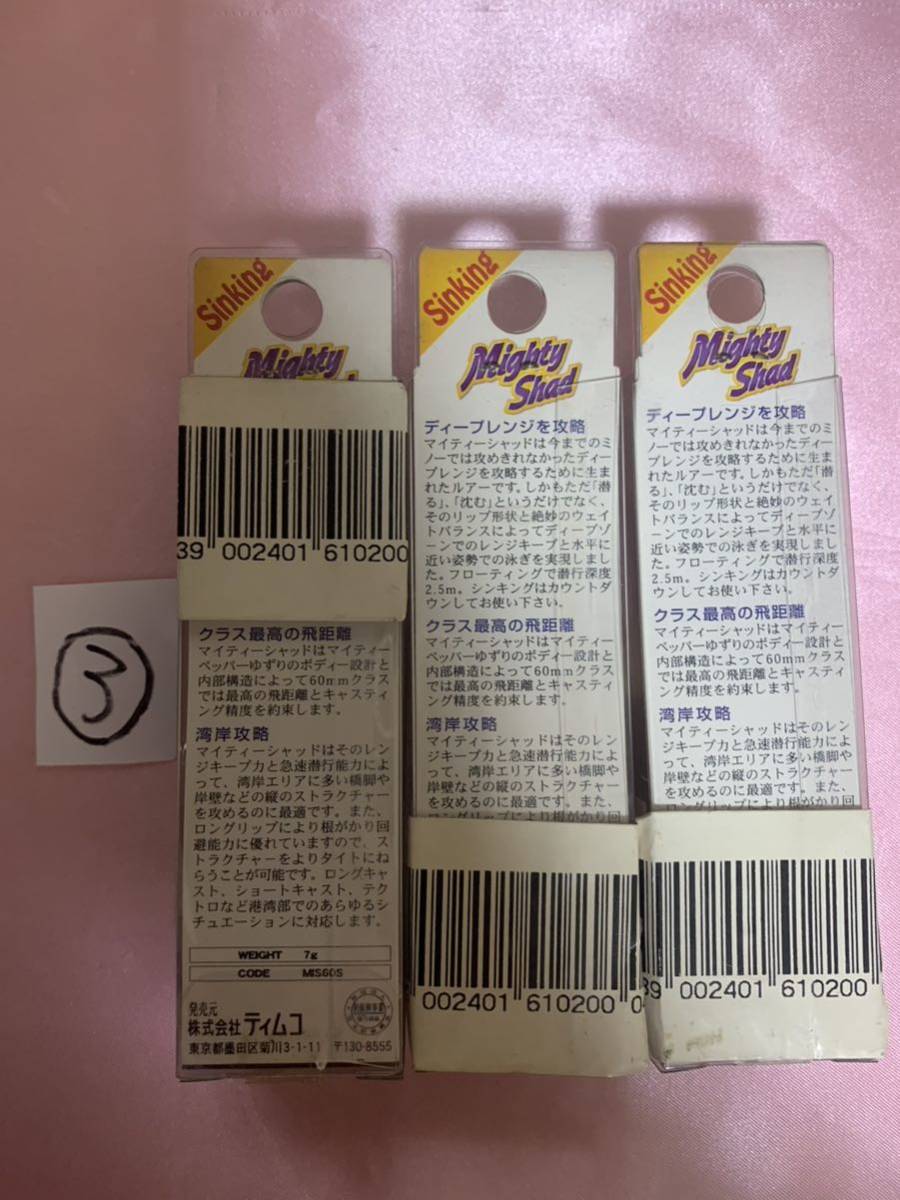 ③
Sinking
Mighty
Shad
39 002401 610200
クラス最高の飛距離
マイティーシャッドはマイティー
ペッパーゆずりのボディー設計と
内部構造によって60mmクラス
では最高の飛距離とキャスティ
ング精度を約束します。
湾岸攻略
マイティーシャッドはそのレン
ジキープ力と急速潜行能力によ
って、湾岸エリアに多い橋脚や
岸壁などの縦のストラクチャー
を攻めるのに最適です。また、
ロングリップにより根がかり回
避能力に優れていますので、ス
トラクチャーをよりタイトにね
らうことが可能です。ロングキャ
スト、ショートキャスト、テク
トロなど港湾部でのあらゆるシ
チュエーションに対応します。
WEIGHT 7g
CODE MIS60S
発売元
株式会社ティムコ
東京都墨田区菊川3-1-11 〒130-8555
Sinking
Mighty
Shad
ディープレンジを攻略
マイティーシャッドは今までのミ
ノーでは攻めきれなかったディー
プレンジを攻略するために生ま
れたルアーです。しかもただ「潜
る」、「沈む」というだけでなく、
そのリップ形状と絶妙のウェイ
トバランスによってディープゾ
ーンでのレンジキープと水平に
近い姿勢での泳ぎを実現しまし
た。フローティングで潜行深度
2.5m。シンキングはカウントダ
ウンしてお使い下さい。
クラス最高の飛距離
マイティーシャッドはマイティー
ペッパーゆずりのボディー設計と
内部構造によって60mmクラス
では最高の飛距離とキャスティ
ング精度を約束します。
湾岸攻略
マイティーシャッドはそのレン
ジキープ力と急速潜行能力によ
って、湾岸エリアに多い橋脚や
岸壁などの縦のストラクチャー
を攻めるのに最適です。また、
ロングリップにより根がかり回
002401 610200 0
Sinking
Mighty
Shad
ディープレンジを攻略
マイティーシャッドは今までのミ
ノーでは攻めきれなかったディー
プレンジを攻略するために生ま
れたルアーです。しかもただ「潜
る」、「沈む」というだけでなく、
そのリップ形状と絶妙のウェイ
トバランスによってディープゾ
ーンでのレンジキープと水平に
近い姿勢での泳ぎを実現しまし
た。フローティングで潜行深度
2.5m。シンキングはカウントダ
ウンしてお使い下さい。
クラス最高の飛距離
マイティーシャッドはマイティー
ペッパーゆずりのボディー設計と
内部構造によって60mmクラス
では最高の飛距離とキャスティ
ング精度を約束します。
湾岸攻略
マイティーシャッドはそのレン
ジキープ力と急速潜行能力によ
って、湾岸エリアに多い橋脚や
岸壁などの縦のストラクチャー
を攻めるのに最適です。また、
ロングリップにより根がかり回
39 002401 610200